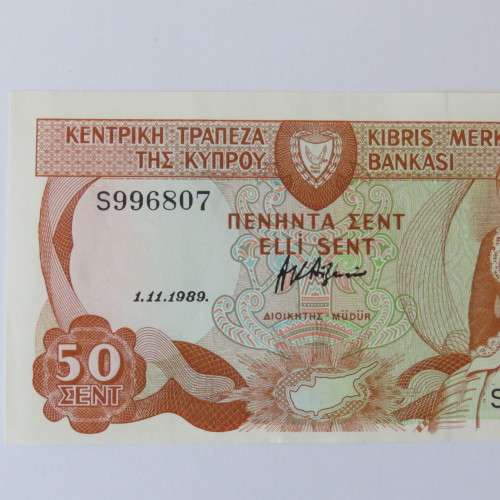 ΚΕΝΤΡΙΚΗ ΤΡΑΠΕΖΑ
ΤΗΣ ΚΥΠΡΟΥ
KIBRIS MERK
BANKASI
S996807
ΠΕΝΗΝΤΑ ΣΕΝΤ
ELLİ SENT
1.11.1989.
ΔΙΟΙΚΗΤΗΣ - MÜDÜR
50
ΣΕΝΤ
S